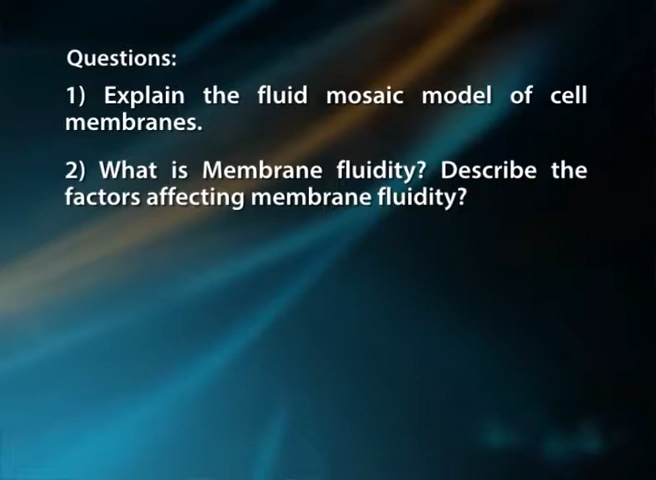 Questions:
1) Explain the fluid mosaic model of cell
membranes.
2) What is Membrane fluidity? Describe the
factors affecting membrane fluidity?